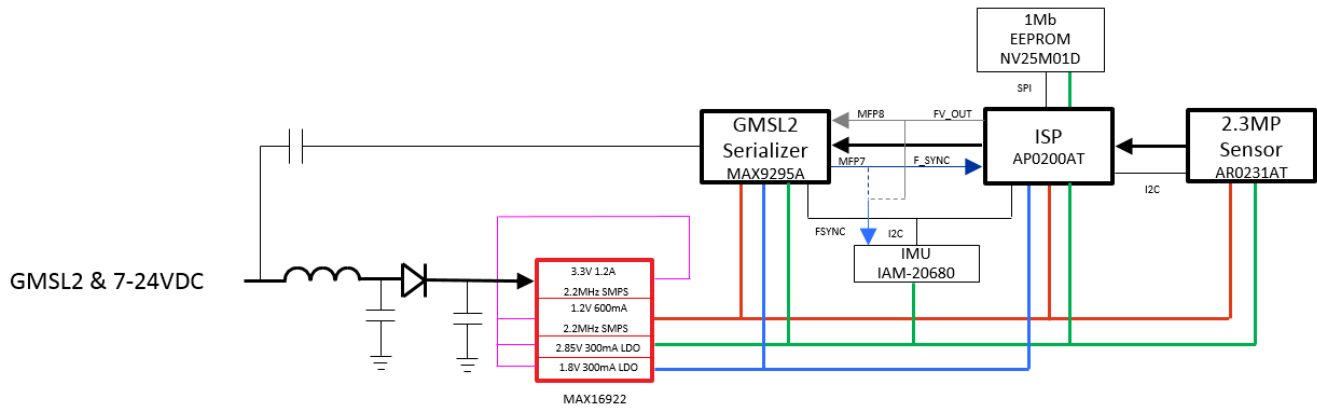 1Mb
EEPROM
NV25M01D
SPI
GMSL2
Serializer
MAX9295A
MFP8
FV_OUT
MFP7
F_SYNC
ISP
AP0200AT
2.3MP
Sensor
AR0231AT
I2C
FSYNC
I2C
IMU
IAM-20680
GMSL2 & 7-24VDC
3.3V 1.2A
2.2MHz SMPS
1.2V 600mA
2.2MHz SMPS
2.85V 300mA LDO
1.8V 300mA LDO
MAX16922